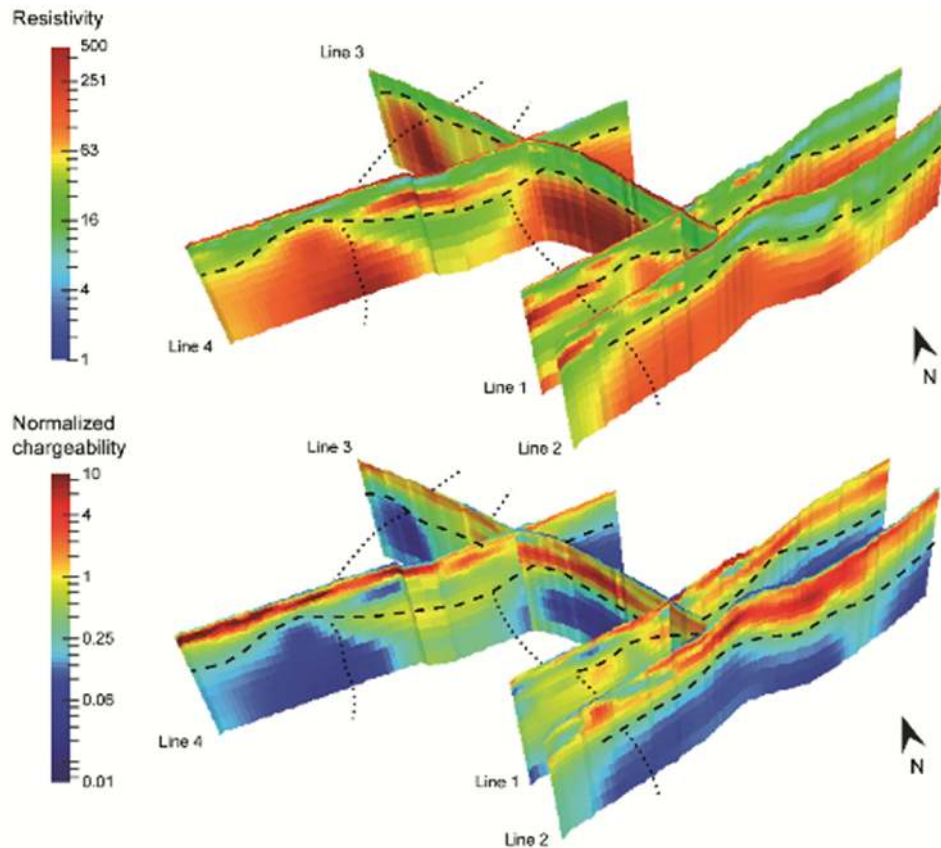 Resistivity
500
251
63
16
4
1
Line 3
Line 4
Line 1
Line 2
N
Normalized
chargeability
10
4
1
0.25
0.06
0.01
Line 3
Line 4
Line 1
Line 2
N